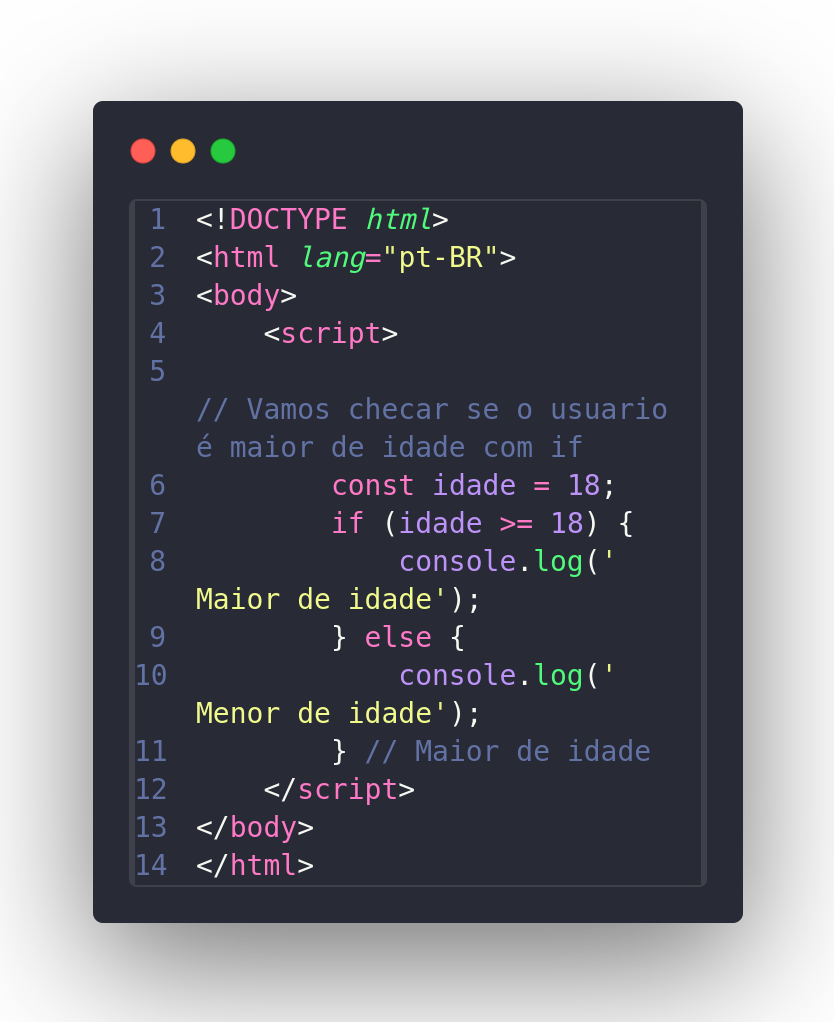 1 <!DOCTYPE html>
2 <html lang="pt-BR">
3 <body>
4     <script>
5
// Vamos checar se o usuario
é maior de idade com if
6         const idade = 18;
7         if (idade >= 18) {
8             console.log('
Maior de idade');
9         } else {
10             console.log('
Menor de idade');
11         } // Maior de idade
12     </script>
13 </body>
14 </html>